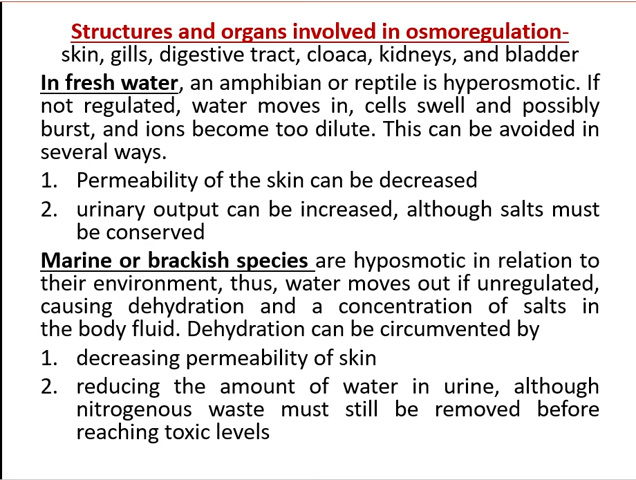 Structures and organs involved in osmoregulation-
skin, gills, digestive tract, cloaca, kidneys, and bladder
In fresh water, an amphibian or reptile is hyperosmotic. If
not regulated, water moves in, cells swell and possibly
burst, and ions become too dilute. This can be avoided in
several ways.
1. Permeability of the skin can be decreased
2. urinary output can be increased, although salts must
be conserved
Marine or brackish species are hyposmotic in relation to
their environment, thus, water moves out if unregulated,
causing dehydration and a concentration of salts in
the body fluid. Dehydration can be circumvented by
1. decreasing permeability of skin
2. reducing the amount of water in urine, although
nitrogenous waste must still be removed before
reaching toxic levels